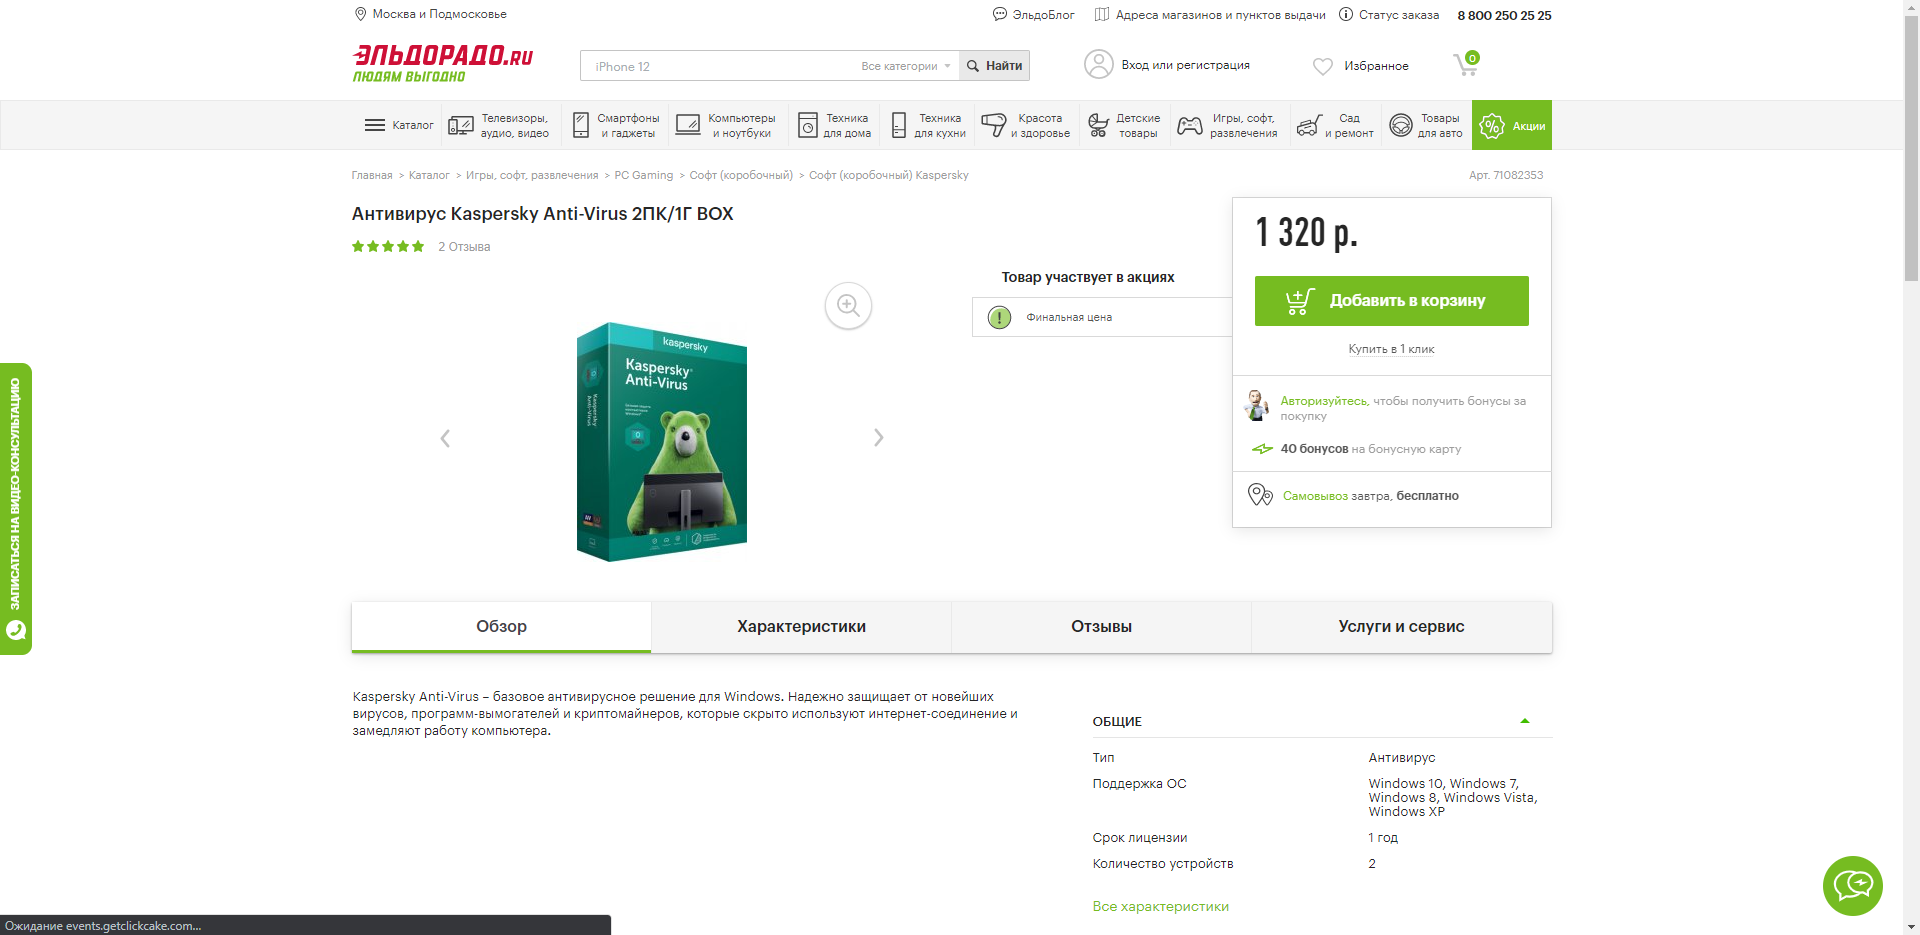 Москва и Подмосковье
ЭльдоБлог
Адреса магазинов и пунктов выдачи
Статус заказа
8 800 250 25 25
ЭЛЬДОРАДО.RU
ЛЮДЯМ ВЫГОДНО
iPhone 12
Все категории
Найти
Вход или регистрация
Избранное
0
Каталог
Телевизоры,
аудио, видео
Смартфоны
и гаджеты
Компьютеры
и ноутбуки
Техника
для дома
Техника
для кухни
Красота
и здоровье
Детские
товары
Игры, софт,
развлечения
Сад
и ремонт
Товары
для авто
Акции
Главная > Каталог > Игры, софт, развлечения > PC Gaming > Софт (коробочный) > Софт (коробочный) Kaspersky
Арт. 71082353
Антивирус Kaspersky Anti-Virus 2ПК/1Г BOX
2 Отзыва
kaspersky
Kaspersky
Anti-Virus
Kaspersky
Anti-Virus
Товар участвует в акциях
Финальная цена
1 320 р.
Добавить в корзину
Купить в 1 клик
Авторизуйтесь, чтобы получить бонусы за
покупку
40 бонусов на бонусную карту
Самовывоз завтра, бесплатно
ЗАПИСАТЬСЯ НА ВИДЕО-КОНСУЛЬТАЦИЮ
Обзор
Характеристики
Отзывы
Услуги и сервис
Kaspersky Anti-Virus – базовое антивирусное решение для Windows. Надежно защищает от новейших
вирусов, программ-вымогателей и криптомайнеров, которые скрыто используют интернет-соединение и
замедляют работу компьютера.
ОБЩИЕ
Тип
Антивирус
Поддержка ОС
Windows 10, Windows 7,
Windows 8, Windows Vista,
Windows XP
Срок лицензии
1 год
Количество устройств
2
Все характеристики
Ожидание events.getclickcake.com...